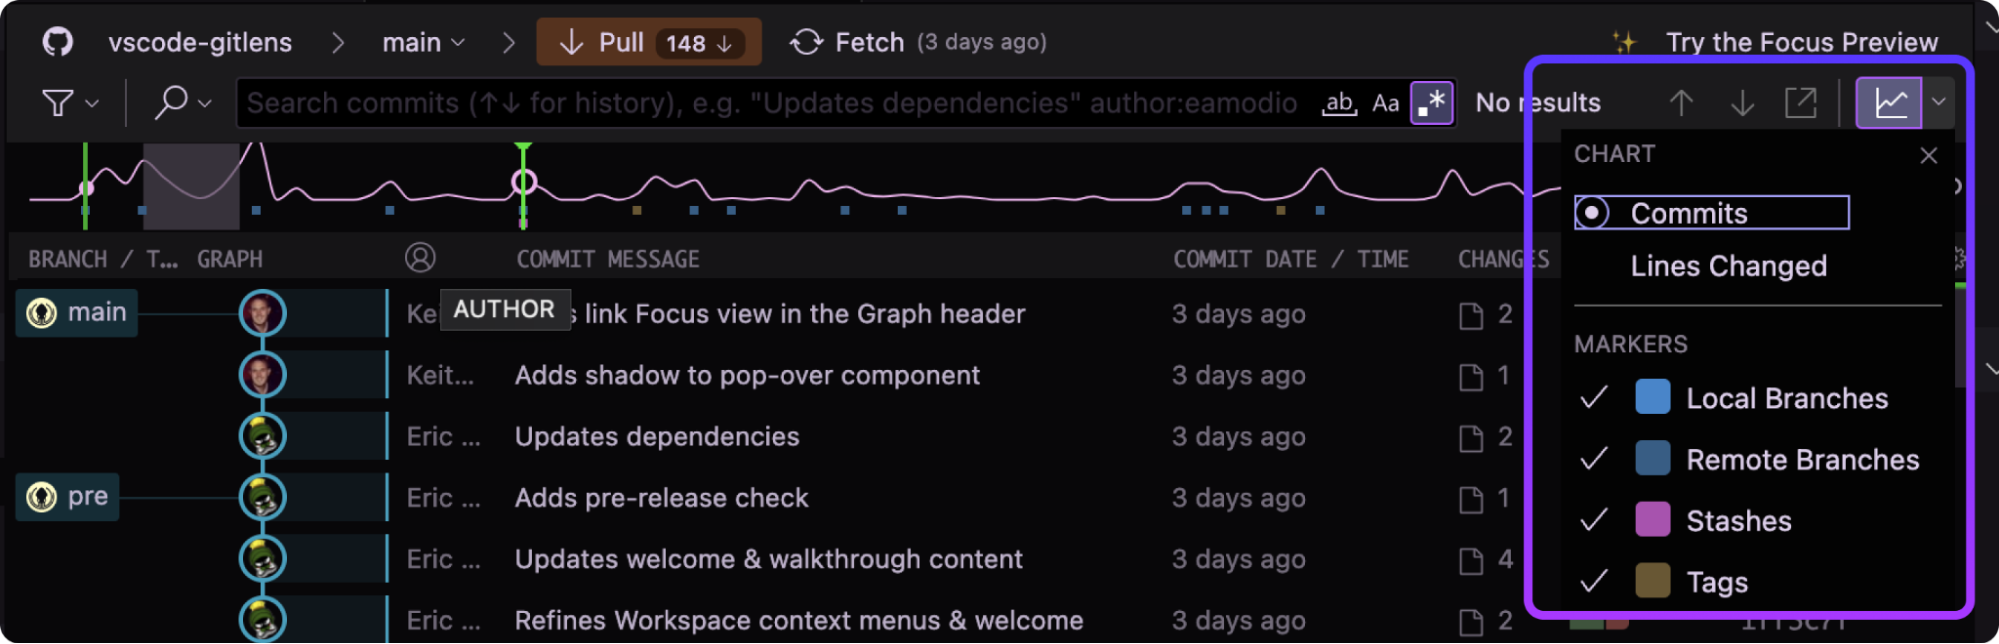 vscode-gitlens main Pull 148 Fetch (3 days ago) Try the Focus Preview
Search commits (↑↓ for history), e.g. "Updates dependencies" author:eamodio ab Aa .* No results
CHART
Commits
Lines Changed
MARKERS
Local Branches
Remote Branches
Stashes
Tags
BRANCH / T... GRAPH COMMIT MESSAGE COMMIT DATE / TIME CHANGES
AUTHOR
main Ke s link Focus view in the Graph header 3 days ago 2
Keit... Adds shadow to pop-over component 3 days ago 1
Eric ... Updates dependencies 3 days ago 2
pre Eric ... Adds pre-release check 3 days ago 1
Eric ... Updates welcome & walkthrough content 3 days ago 4
Eric ... Refines Workspace context menus & welcome 3 days ago 2